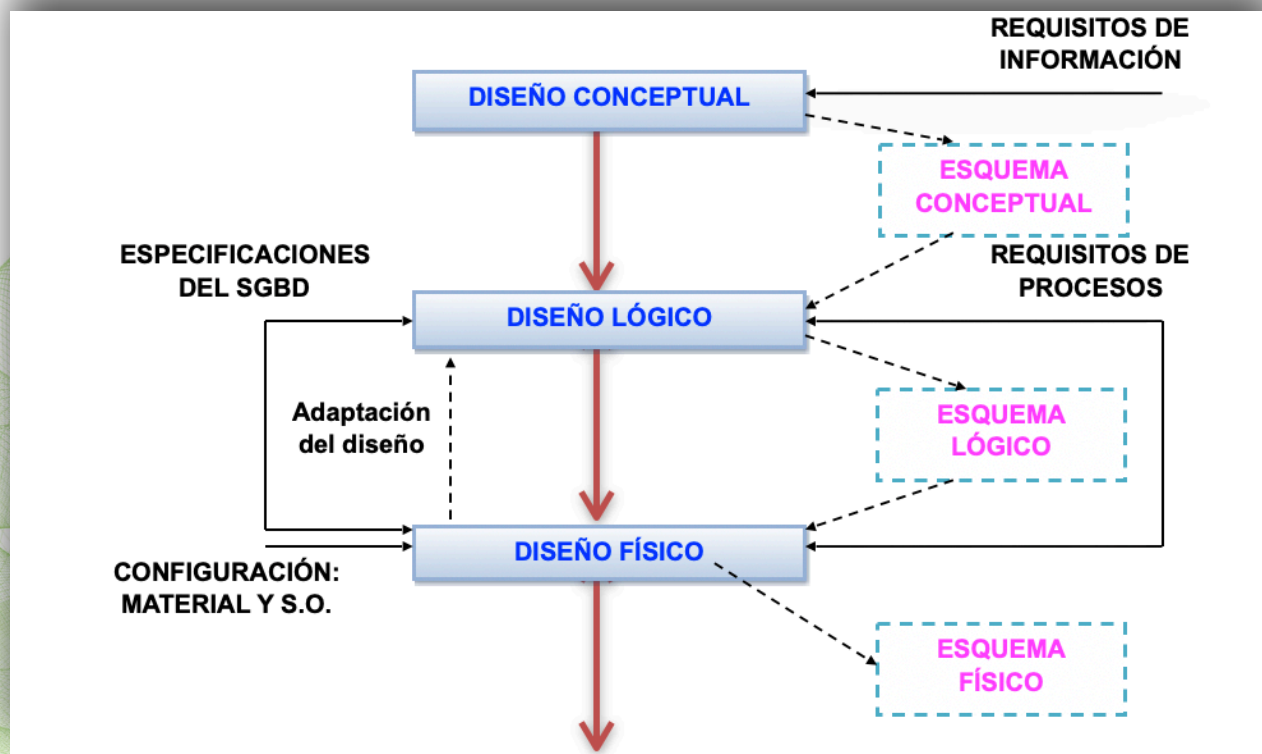 REQUISITOS DE
INFORMACIÓN
DISEÑO CONCEPTUAL
ESQUEMA
CONCEPTUAL
ESPECIFICACIONES
DEL SGBD
REQUISITOS DE
PROCESOS
DISEÑO LÓGICO
Adaptación
del diseño
ESQUEMA
LÓGICO
DISEÑO FÍSICO
CONFIGURACIÓN:
MATERIAL Y S.O.
ESQUEMA
FÍSICO